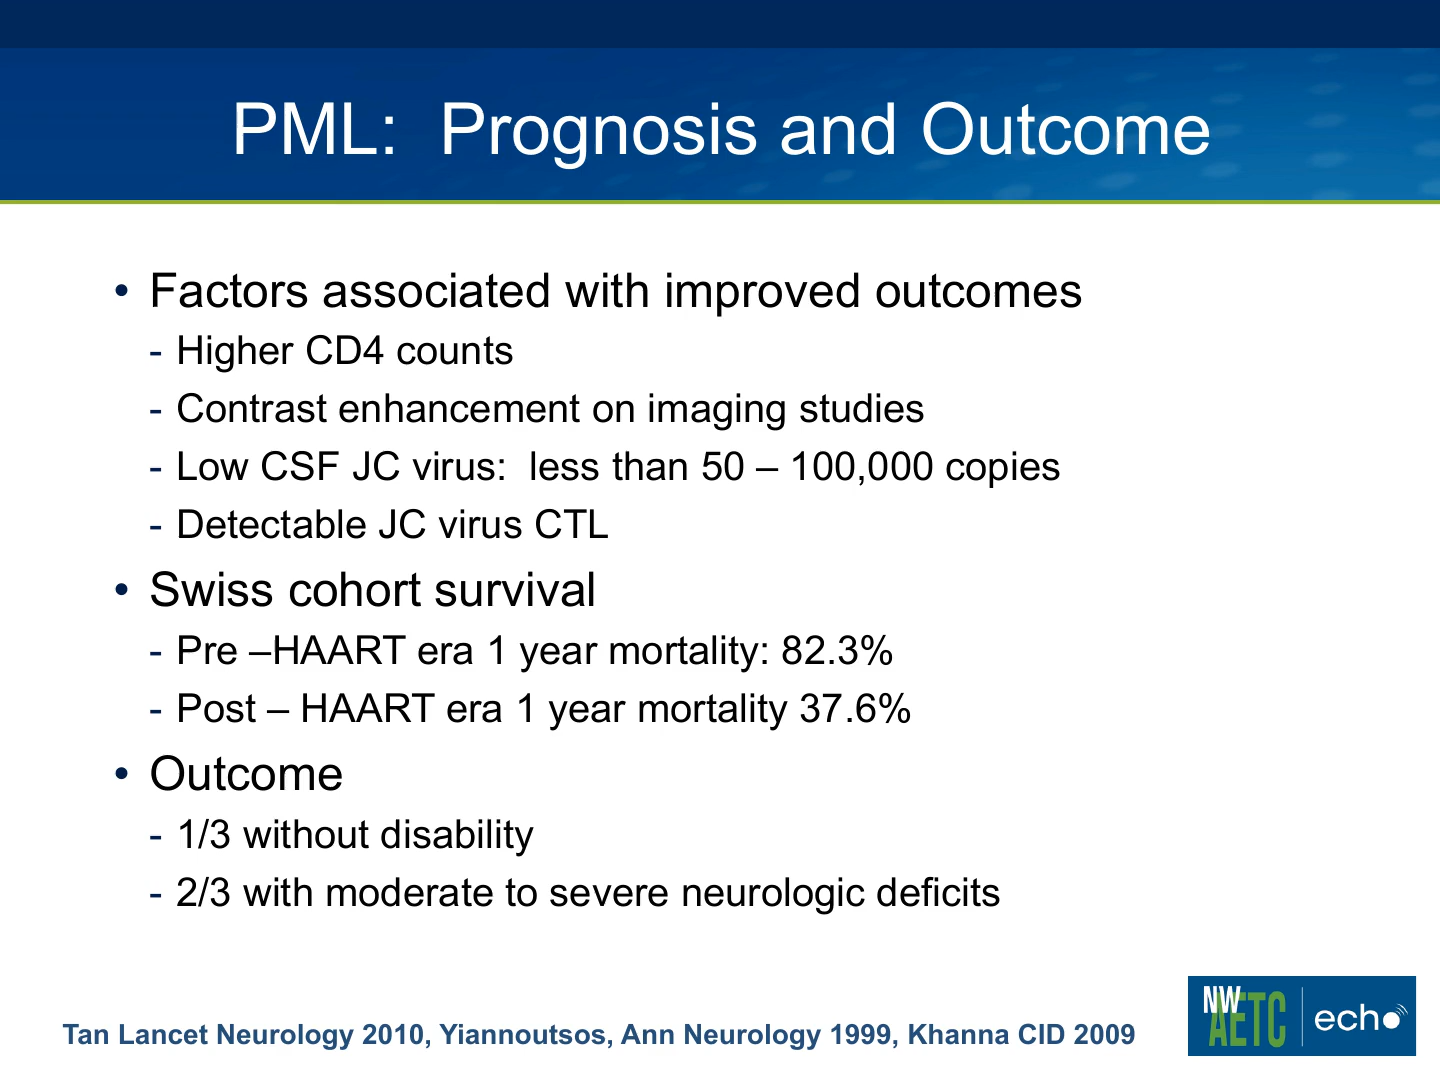 PML:  Prognosis and Outcome
• Factors associated with improved outcomes
- Higher CD4 counts
- Contrast enhancement on imaging studies
- Low CSF JC virus:  less than 50 – 100,000 copies
- Detectable JC virus CTL
• Swiss cohort survival
- Pre –HAART era 1 year mortality: 82.3%
- Post – HAART era 1 year mortality 37.6%
• Outcome
- 1/3 without disability
- 2/3 with moderate to severe neurologic deficits
Tan Lancet Neurology 2010, Yiannoutsos, Ann Neurology 1999, Khanna CID 2009
NW
AETC
echo